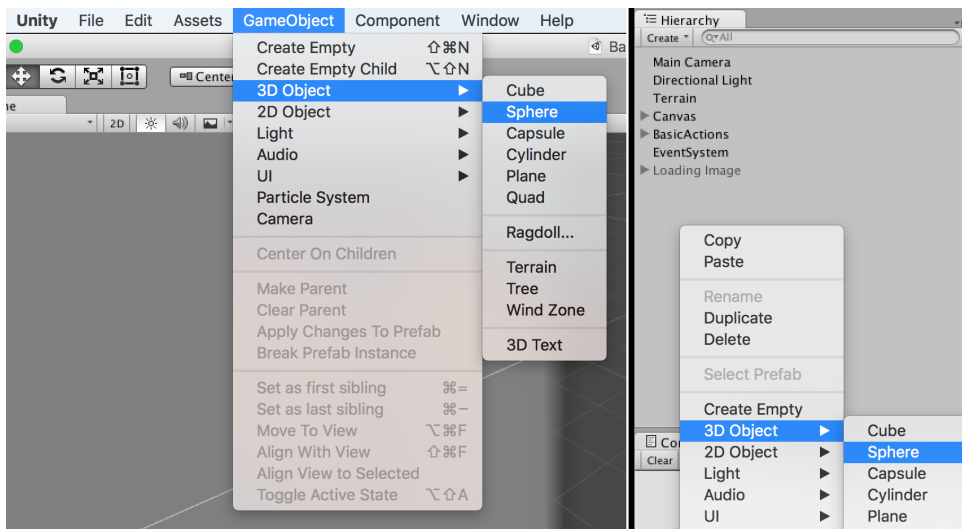 Unity File Edit Assets GameObject Component Window Help
Ba
Center
ne
2D
Create Empty ⇧⌘N
Create Empty Child ⌥⇧N
3D Object
2D Object
Light
Audio
UI
Particle System
Camera
Center On Children
Make Parent
Clear Parent
Apply Changes To Prefab
Break Prefab Instance
Set as first sibling ⌘=
Set as last sibling ⌘−
Move To View ⌥⌘F
Align With View ⇧⌘F
Align View to Selected
Toggle Active State ⌥⇧A
Cube
Sphere
Capsule
Cylinder
Plane
Quad
Ragdoll...
Terrain
Tree
Wind Zone
3D Text
Hierarchy
Create All
Main Camera
Directional Light
Terrain
Canvas
BasicActions
EventSystem
Loading Image
Co
Clear
Copy
Paste
Rename
Duplicate
Delete
Select Prefab
Create Empty
3D Object
2D Object
Light
Audio
UI
Cube
Sphere
Capsule
Cylinder
Plane